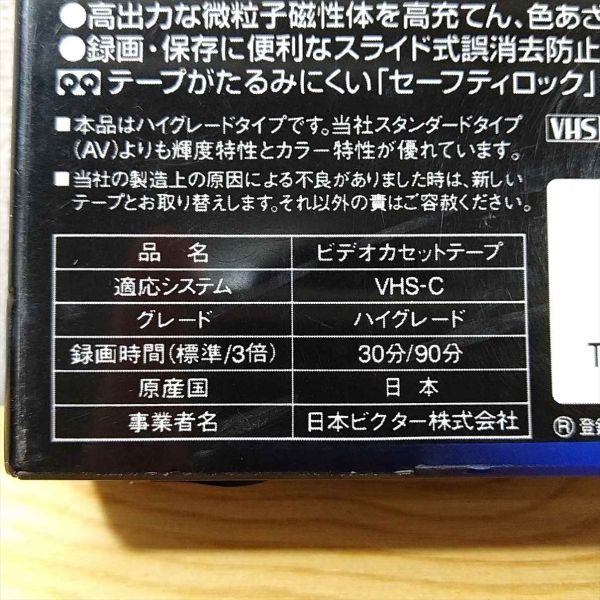 ●高出力な微粒子磁性体を高充てん、色あざ
●録画・保存に便利なスライド式誤消去防止
テープがたるみにくい「セーフティロック」
■本品はハイグレードタイプです。当社スタンダードタイプ
(AV)よりも輝度特性とカラー特性が優れています。
VHS
■当社の製造上の原因による不良がありました時は、新しい
テープとお取り替えします。それ以外の責はご容赦ください。
品名 ビデオカセットテープ
適応システム VHS-C
グレード ハイグレード
録画時間(標準/3倍) 30分/90分
原産国 日本
事業者名 日本ビクター株式会社
T
®登録